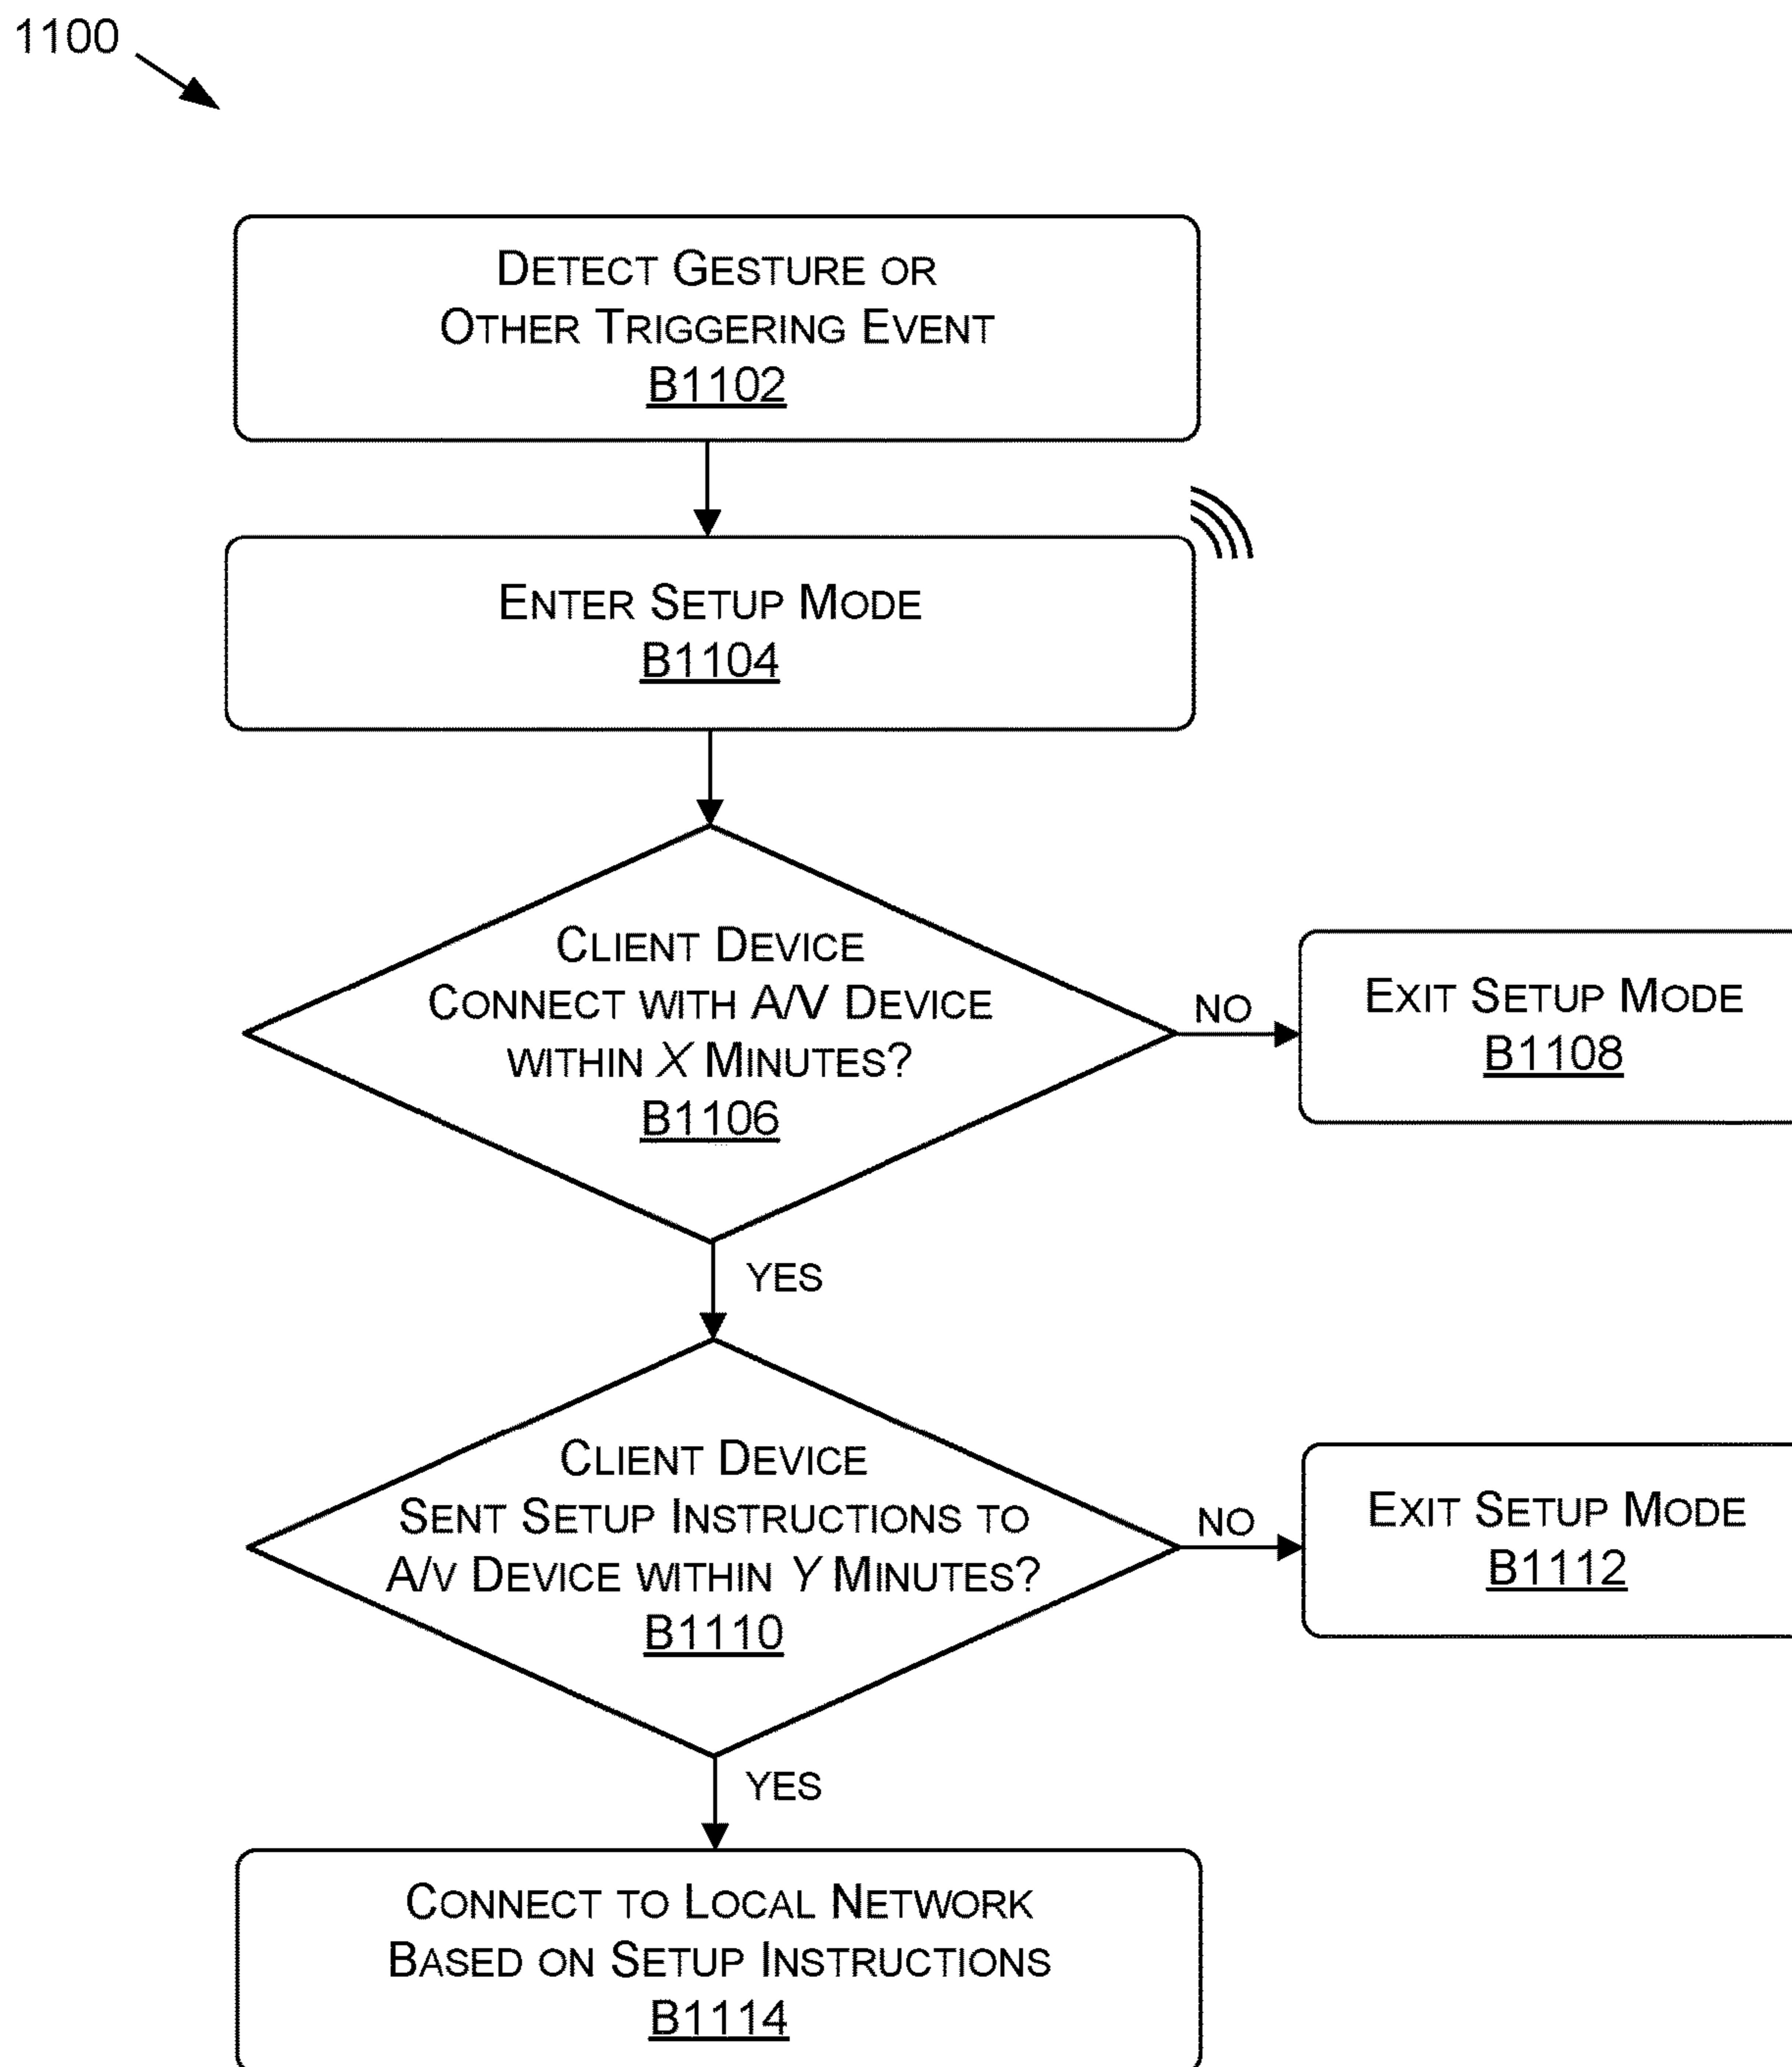 1100
DETECT GESTURE OR
OTHER TRIGGERING EVENT
B1102
ENTER SETUP MODE
B1104
CLIENT DEVICE
CONNECT WITH A/V DEVICE
WITHIN X MINUTES?
B1106
NO
EXIT SETUP MODE
B1108
YES
CLIENT DEVICE
SENT SETUP INSTRUCTIONS TO
A/V DEVICE WITHIN Y MINUTES?
B1110
NO
EXIT SETUP MODE
B1112
YES
CONNECT TO LOCAL NETWORK
BASED ON SETUP INSTRUCTIONS
B1114